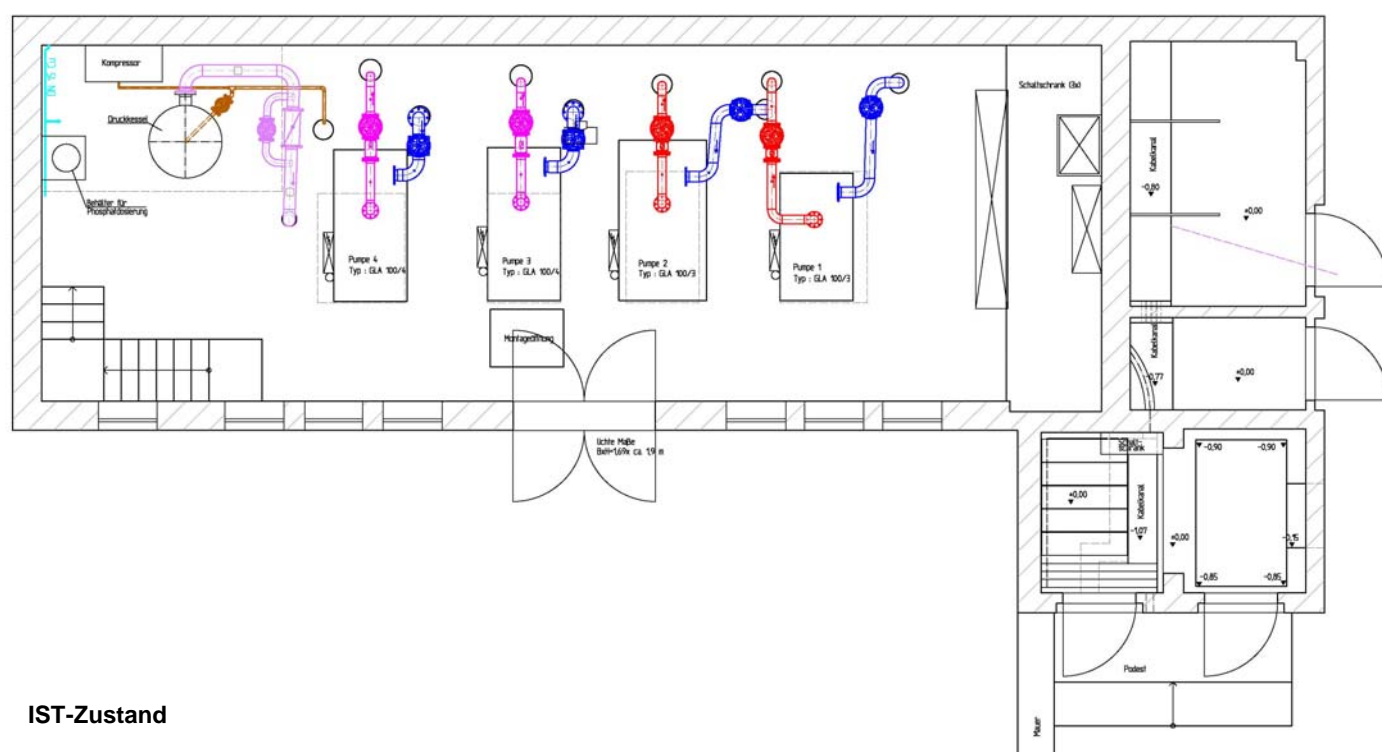 DN 15 Cu
Kompressor
Druckkessel
Behälter für
Phosphatdosierung
Pumpe 4
Typ : GLA 100/4
Pumpe 3
Typ : GLA 100/4
Pumpe 2
Typ : GLA 100/3
Pumpe 1
Typ : GLA 100/3
Montageöffnung
lichte Maße
BxH=1,69x ca. 1,9 m
Schaltschrank (3x)
Kabelkanal
-0,80
±0,00
Kabelkanal
-0,77
±0,00
Schalt-
schrank
±0,00
Kabelkanal
-1,07
±0,00
-0,90
-0,90
-0,15
-0,85
-0,85
Podest
Mauer
IST-Zustand